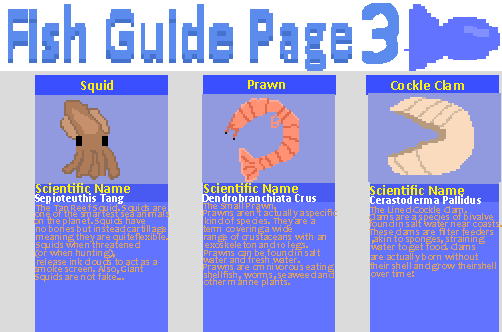 Fish Guide Page 3
Squid
Scientific Name
Sepioteuthis Tang
The Tan Reef Squid. Squids are
one of the smartest sea animals
on the planet. Squids have
no bones but instead cartilage
meaning they are quite flexible.
Squids when threatened
(or when hunting),
release ink clouds to act as a
smoke screen. Also, Giant
Squids are not fake...
Prawn
Scientific Name
Dendrobranchiata Crus
The Small Prawn.
Prawns aren't actually a specific
kind of species. They are a
term covering a wide
range of crustaceans with an
exoskeleton and 10 legs.
Prawns can be found in salt
water and fresh water.
Prawns are omnivorous eating
shellfish, worms, seaweed and
other marine plants.
Cockle Clam
Scientific Name
Cerastoderma Pallidus
The Lined Cockle Clam.
Clams are a species of bivalve
found in salt water near coasts.
These clams are filter feeders
, akin to sponges, straining
water to get food. Clams
are actually born without
their shell and grow their shell
over time.